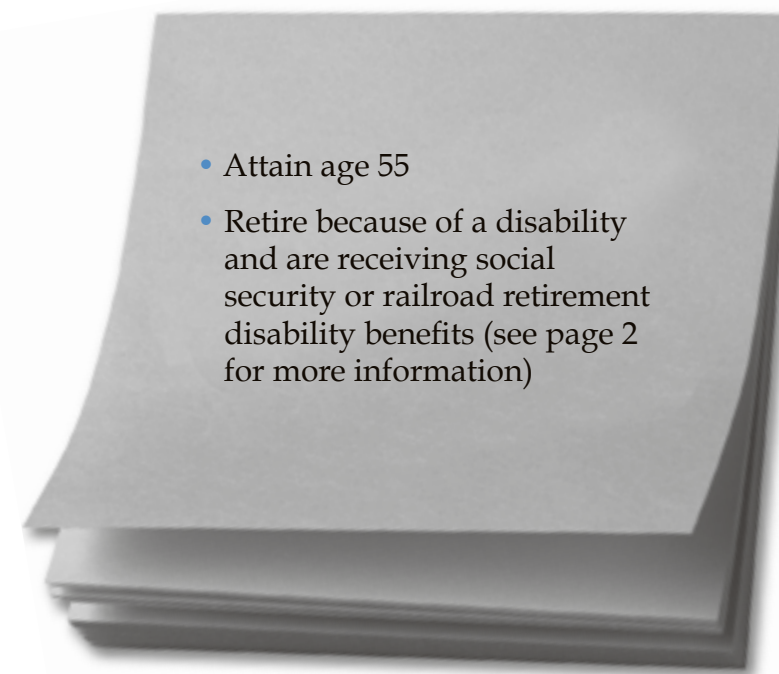 • Attain age 55
• Retire because of a disability
and are receiving social
security or railroad retirement
disability benefits (see page 2
for more information)